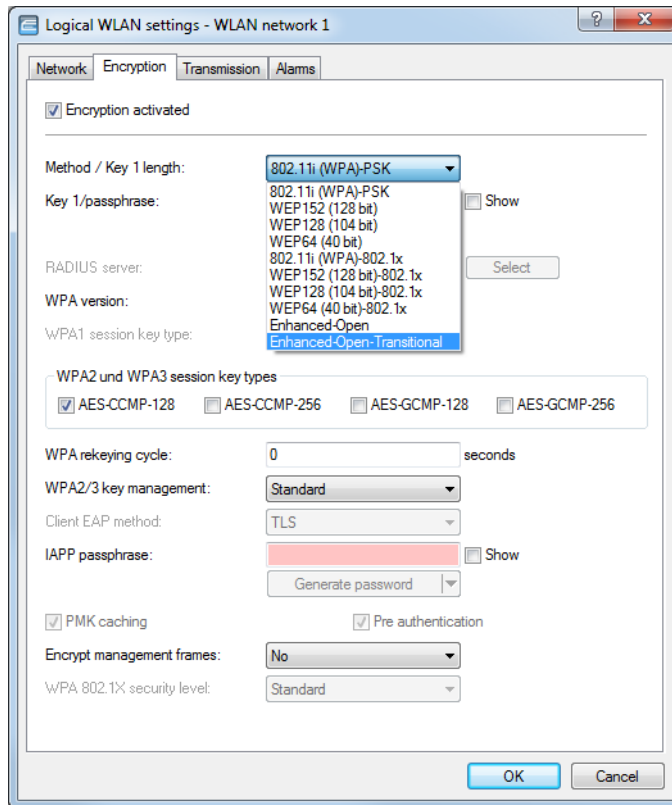 Logical WLAN settings - WLAN network 1
Network Encryption Transmission Alarms
Encryption activated
Method / Key 1 length: 802.11i (WPA)-PSK
802.11i (WPA)-PSK
Key 1/passphrase: WEP152 (128 bit) Show
WEP128 (104 bit)
WEP64 (40 bit)
802.11i (WPA)-802.1x
RADIUS server: WEP152 (128 bit)-802.1x Select
WEP128 (104 bit)-802.1x
WPA version: WEP64 (40 bit)-802.1x
Enhanced-Open
WPA1 session key type: Enhanced-Open-Transitional
WPA2 und WPA3 session key types
AES-CCMP-128 AES-CCMP-256 AES-GCMP-128 AES-GCMP-256
WPA rekeying cycle: 0 seconds
WPA2/3 key management: Standard
Client EAP method: TLS
IAPP passphrase: Show
Generate password
PMK caching Pre authentication
Encrypt management frames: No
WPA 802.1X security level: Standard
OK Cancel